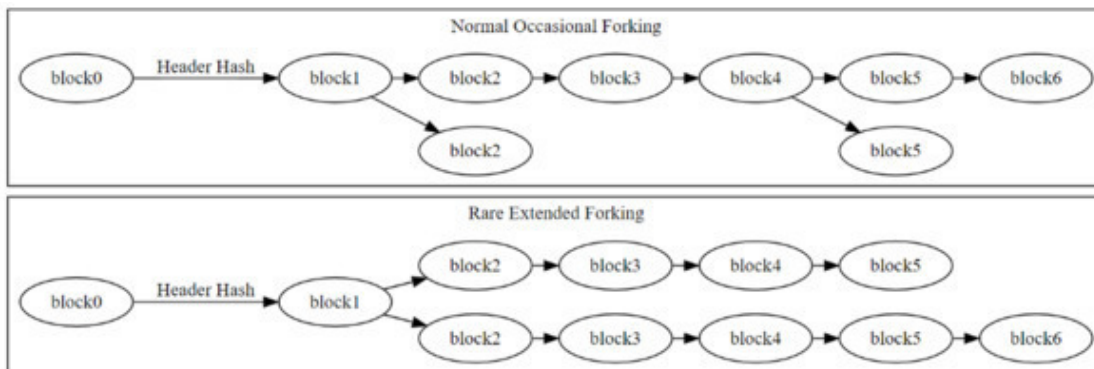 Normal Occasional Forking
Header Hash
block0 block1 block2 block3 block4 block5 block6
block2 block5
Rare Extended Forking
block2 block3 block4 block5
Header Hash
block0 block1
block2 block3 block4 block5 block6